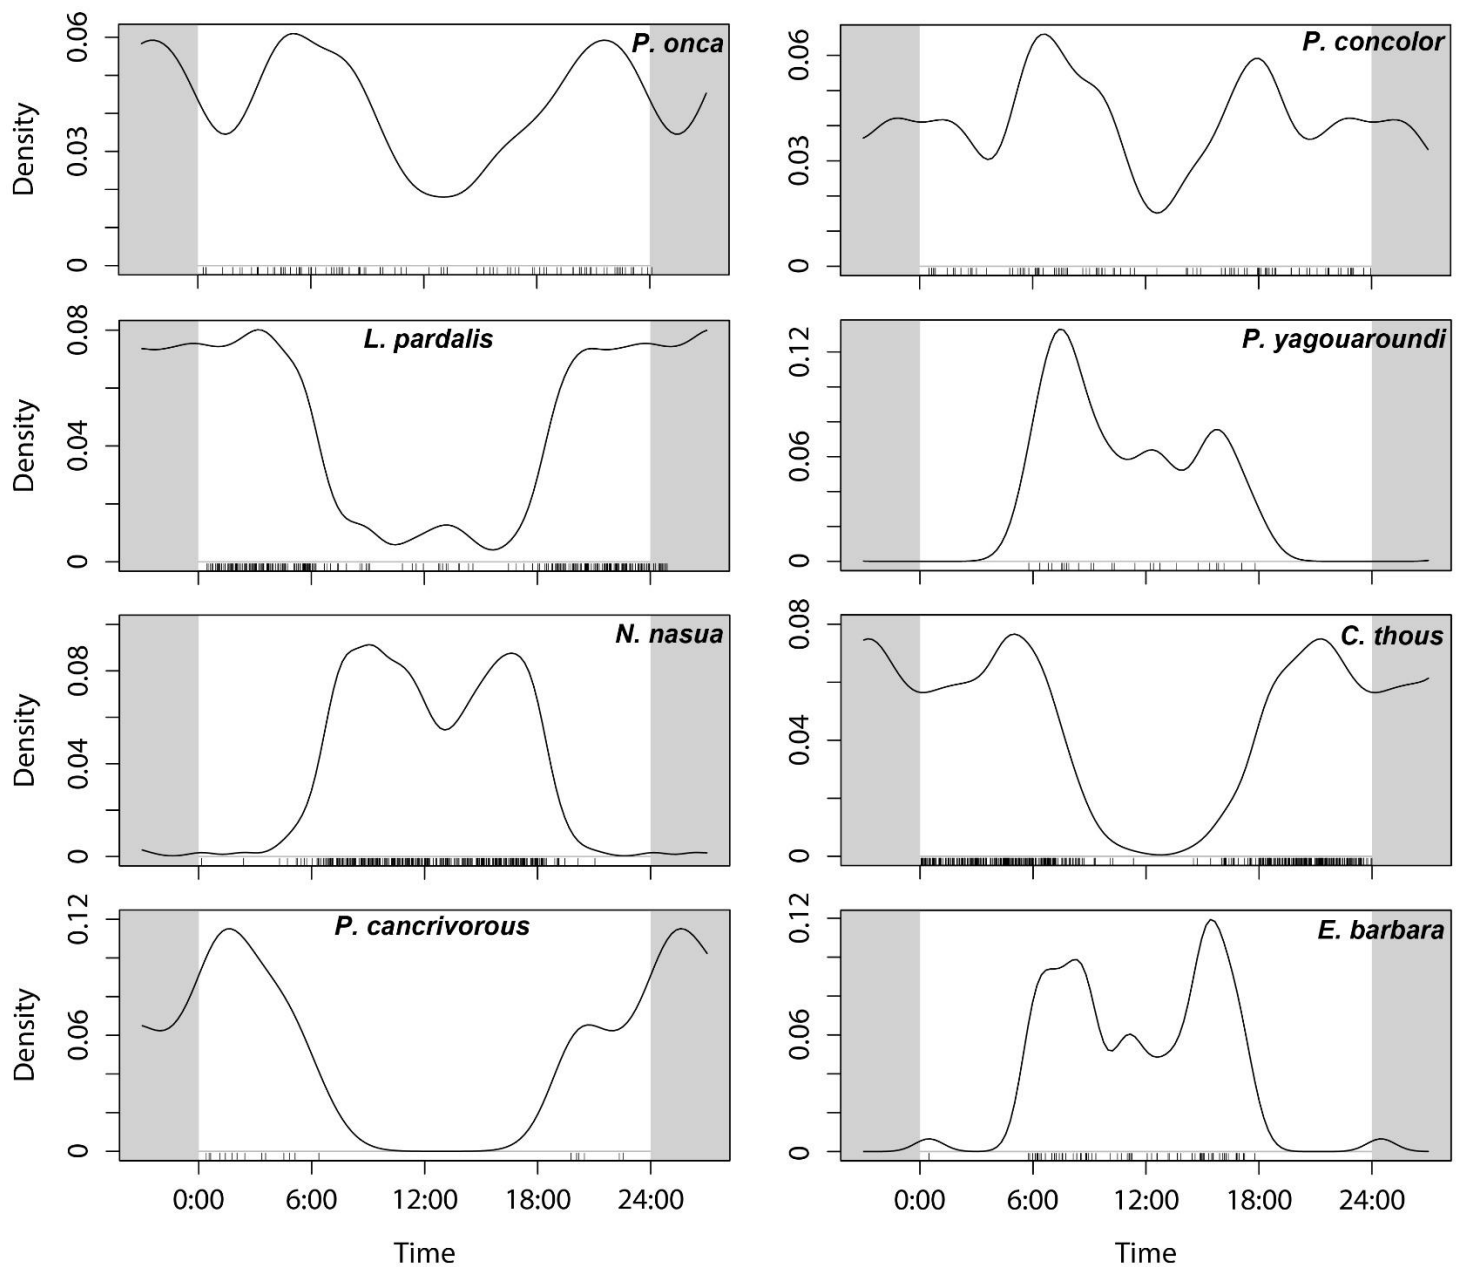 P. onca
Density
0.06
0.03
0
P. concolor
0.06
0.03
0
L. pardalis
Density
0.08
0.04
0
P. yagouaroundi
0.12
0.06
0
N. nasua
Density
0.08
0.04
0
C. thous
0.08
0.04
0
P. cancrivorous
Density
0.12
0.06
0
0:00 6:00 12:00 18:00 24:00
Time
E. barbara
0.12
0.06
0
0:00 6:00 12:00 18:00 24:00
Time